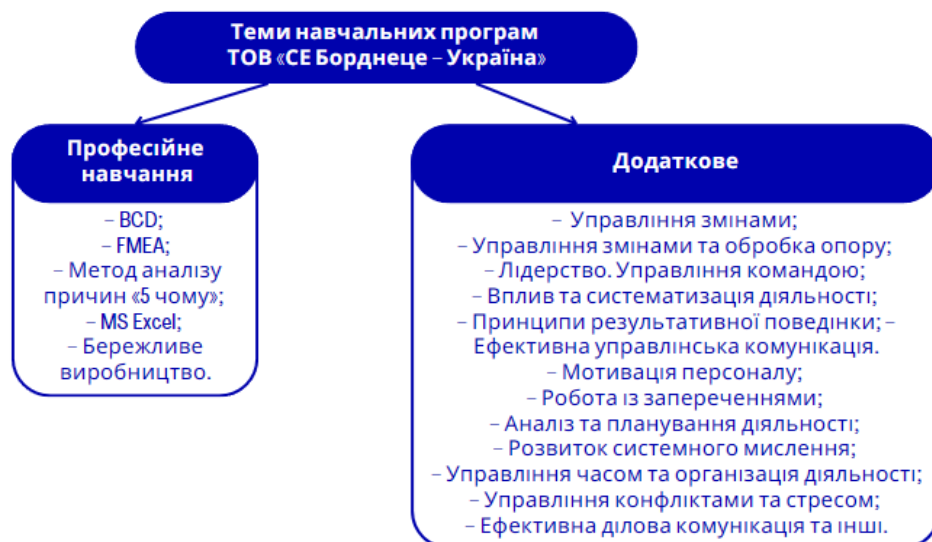 Теми навчальних програм
ТОВ «СЕ Борднеце – Україна»
Професійне
навчання
– BCD;
– FMEA;
– Метод аналізу
причин «5 чому»;
– MS Excel;
– Бережливе
виробництво.
Додаткове
– Управління змінами;
– Управління змінами та обробка опору;
– Лідерство. Управління командою;
– Вплив та систематизація діяльності;
– Принципи результативної поведінки; –
Ефективна управлінська комунікація.
– Мотивація персоналу;
– Робота із запереченнями;
– Аналіз та планування діяльності;
– Розвиток системного мислення;
– Управління часом та організація діяльності;
– Управління конфліктами та стресом;
– Ефективна ділова комунікація та інші.